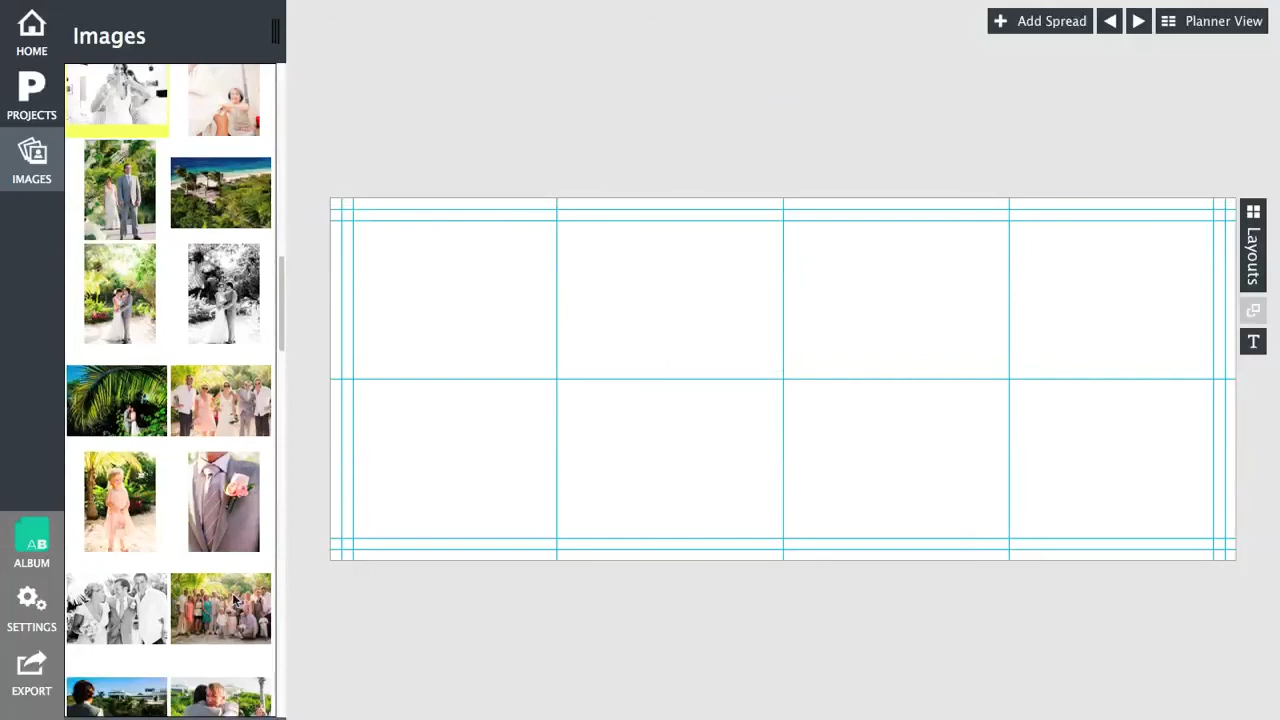 HOME
Images
Add Spread
Planner View
P
PROJECTS
IMAGES
Layouts
T
AB
ALBUM
SETTINGS
EXPORT